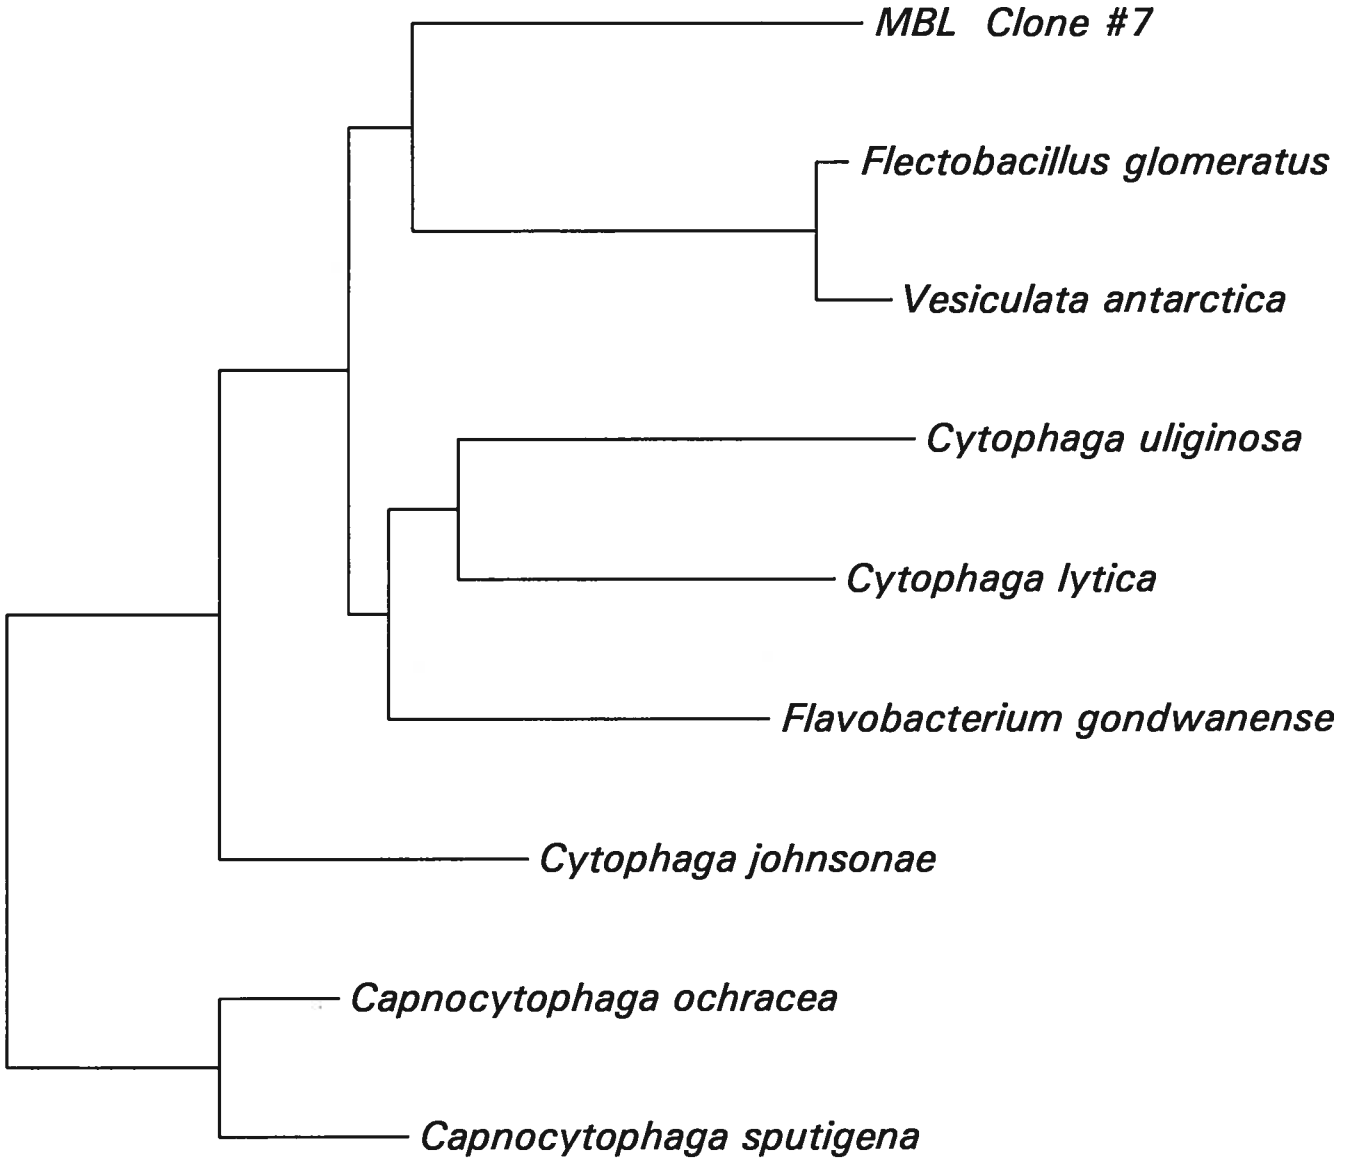 MBL Clone #7
Flectobacillus glomeratus
Vesiculata antarctica
Cytophaga uliginosa
Cytophaga lytica
Flavobacterium gondwanense
Cytophaga johnsonae
Capnocytophaga ochracea
Capnocytophaga sputigena